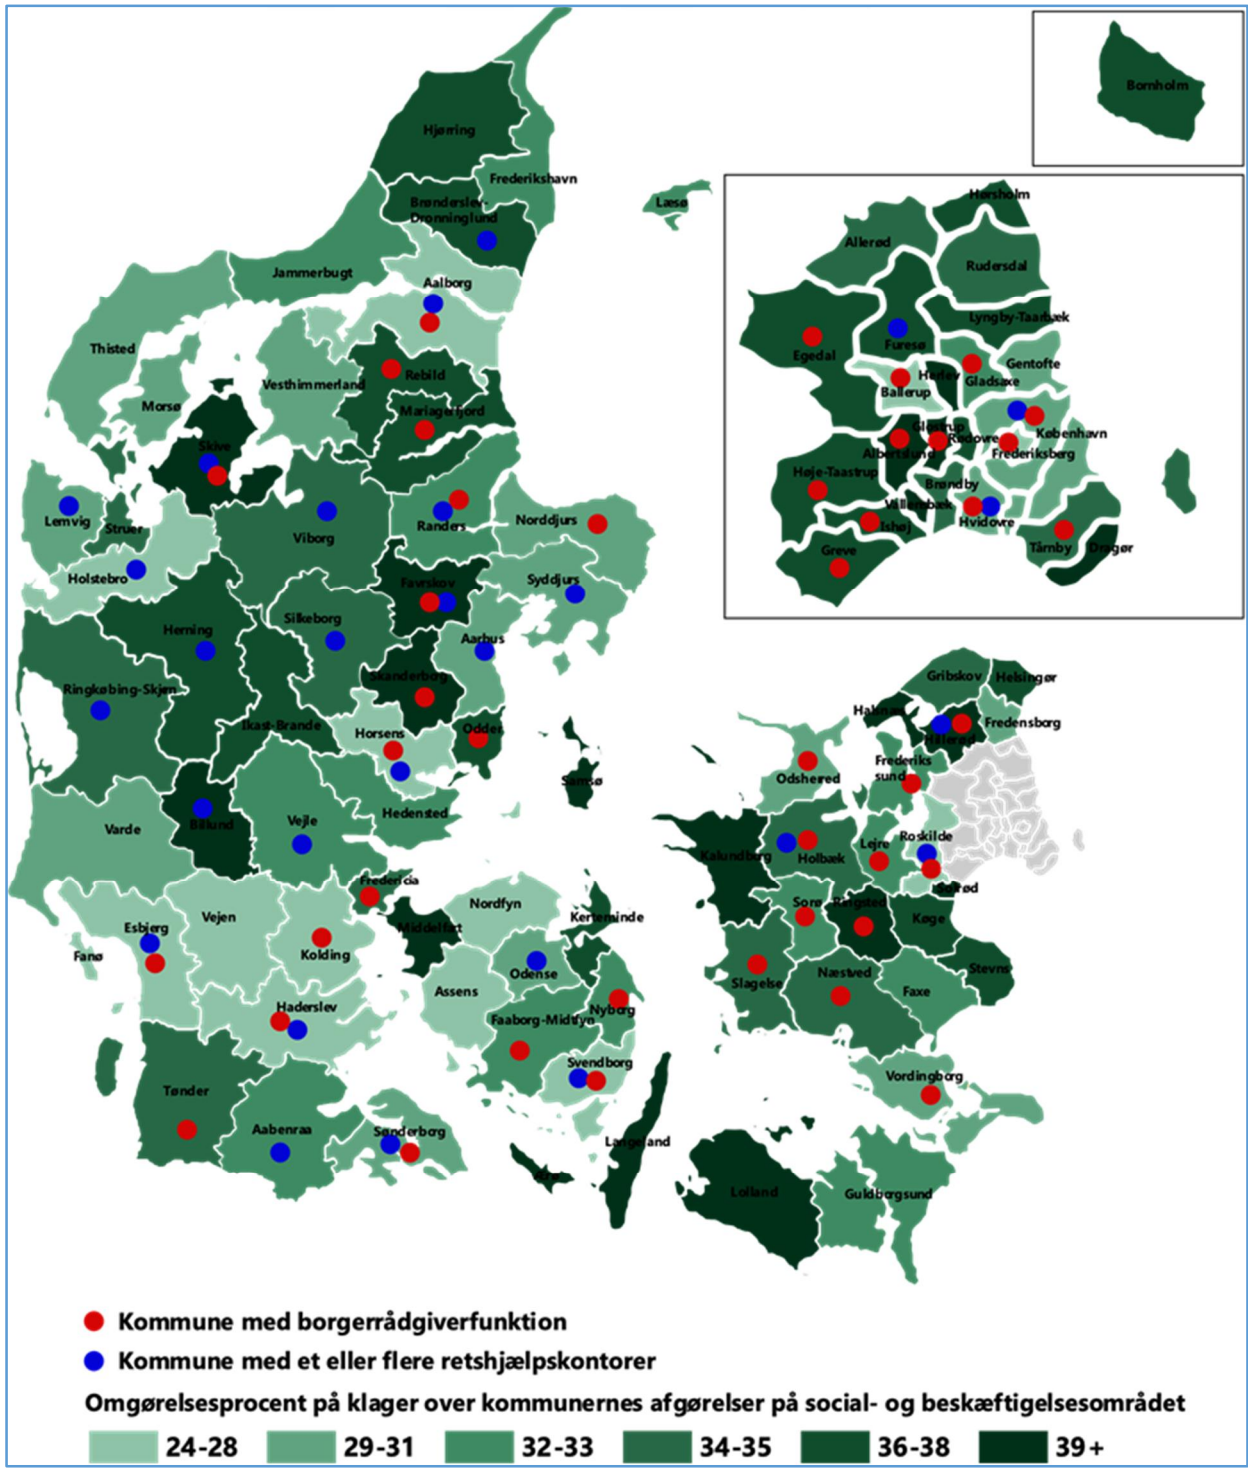 Bornholm
Hjørring
Frederikshavn
Brønderslev-
Dronninglund
Læsø
Jammerbugt
Aalborg
Thisted
Morsø
Vesthimmerland
Rebild
Mariagerfjord
Skive
Lemvig
Struer
Holstebro
Viborg
Randers
Norddjurs
Syddjurs
Favrskov
Herning
Silkeborg
Aarhus
Skanderborg
Ringkøbing-Skjern
Ikast-Brande
Horsens
Odder
Samsø
Hedensted
Varde
Billund
Vejle
Fredericia
Middelfart
Nordfyn
Kerteminde
Esbjerg
Vejen
Kolding
Fanø
Odense
Assens
Haderslev
Nyborg
Faaborg-Midtfyn
Svendborg
Tønder
Aabenraa
Sønderborg
Langeland
Ærø
Hørsholm
Allerød
Rudersdal
Lyngby-Taarbæk
Egedal
Furesø
Gentofte
Herlev
Gladsaxe
Ballerup
Glostrup
Rødovre
København
Albertslund
Frederiksberg
Høje-Taastrup
Brøndby
Vallensbæk
Ishøj
Hvidovre
Greve
Tårnby
Dragør
Gribskov
Helsingør
Halsnæs
Hillerød
Fredensborg
Frederiks
sund
Odsherred
Kalundborg
Holbæk
Lejre
Roskilde
Solrød
Sorø
Ringsted
Køge
Slagelse
Næstved
Stevns
Faxe
Vordingborg
Lolland
Guldborgsund
Kommune med borgerrådgiverfunktion
Kommune med et eller flere retshjælpskontorer
Omgørelsesprocent på klager over kommunernes afgørelser på social- og beskæftigelsesområdet
24-28 29-31 32-33 34-35 36-38 39+